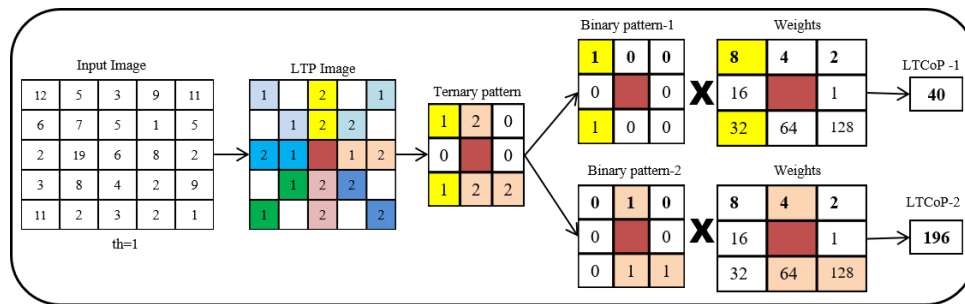 Input Image
12 5 3 9 11
6 7 5 1 5
2 19 6 8 2
3 8 4 2 9
11 2 3 2 1
th=1
LTP Image
1 2 1
1 2 2
2 1 1 2
1 2 2
1 2 2
Ternary pattern
1 2 0
0 0
1 2 2
Binary pattern-1
1 0 0
0 0
1 0 0
X
Weights
8 4 2
16 1
32 64 128
LTCoP -1
40
Binary pattern-2
0 1 0
0 0
0 1 1
X
Weights
8 4 2
16 1
32 64 128
LTCoP-2
196